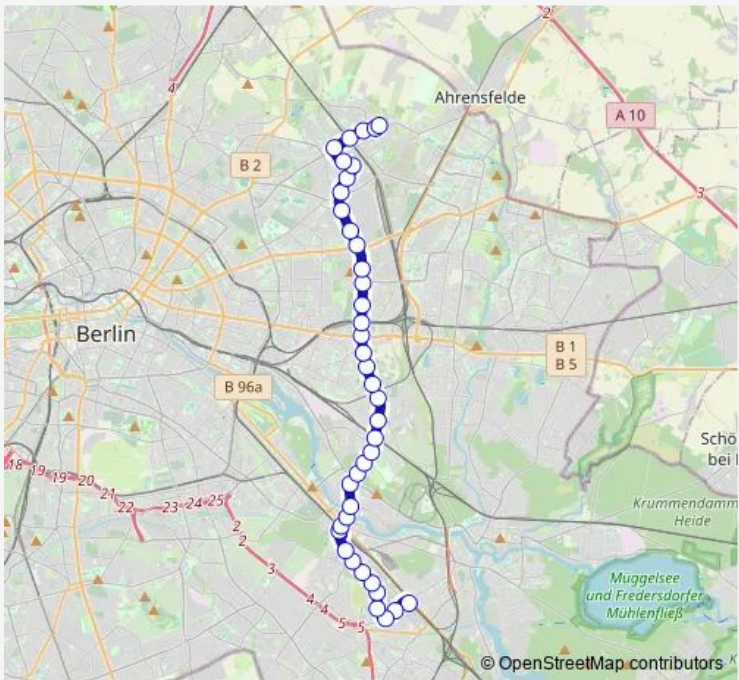 2
4
Ahrensfelde
A 10
B 2
3
Berlin
B 1
B 5
B 96a
Schö
bei
18 19 19 20
21
22 23 24 25
2
2
Krummendamm
Heide
3
4 4 5 5
Müggelsee
und Fredersdorfer
Mühlenfließ
K
© OpenStreetMap contributors